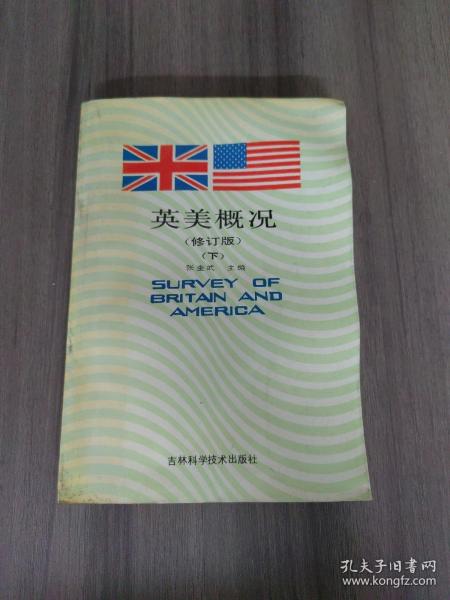 英美概况
（修订版）
（下）
张奎武 主编
SURVEY OF
BRITAIN AND
AMERICA
吉林科学技术出版社
孔夫子旧书网
www.kongfz.com